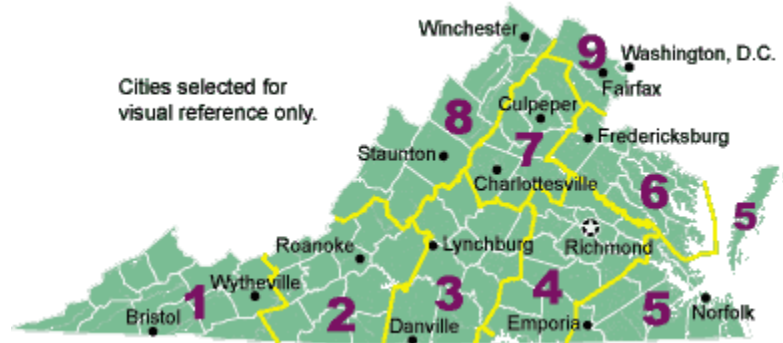 Winchester
9
Washington, D.C.
Cities selected for
visual reference only.
Fairfax
8
Culpeper
7
Fredericksburg
Staunton
Charlottesville
6
5
Roanoke
Lynchburg
Richmond
Wytheville
1
2
3
4
5
Bristol
Danville
Emporia
Norfolk